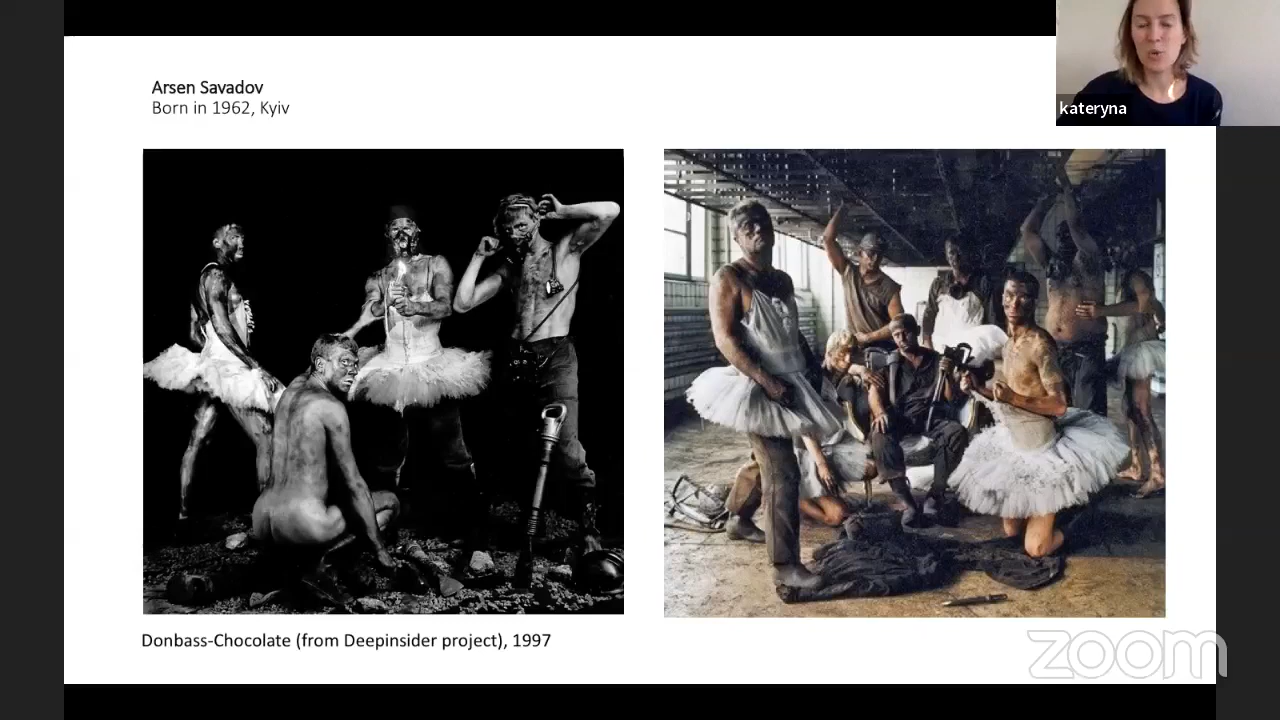 Arsen Savadov
Born in 1962, Kyiv
kateryna
Donbass-Chocolate (from Deepinsider project), 1997
zoom